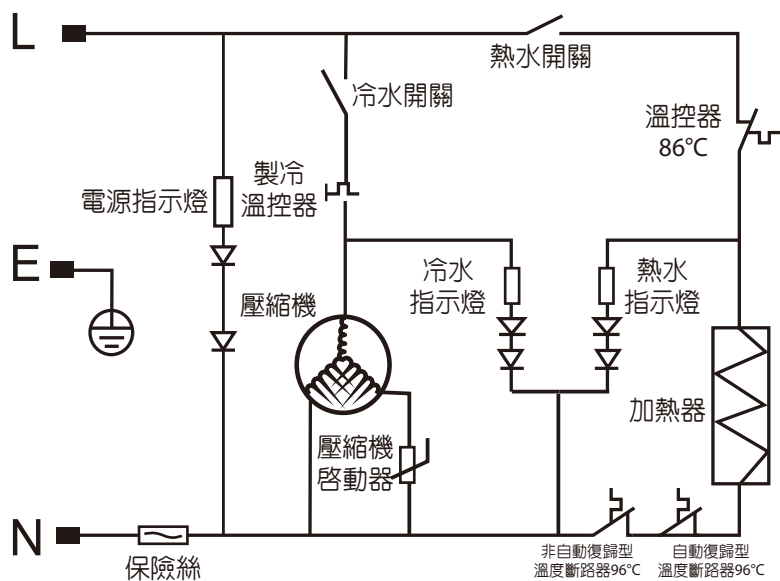 L
熱水開關
冷水開關
溫控器
86℃
製冷
溫控器
電源指示燈
E
冷水
指示燈
熱水
指示燈
壓縮機
加熱器
壓縮機
啓動器
N
保險絲
非自動復歸型
溫度斷路器96℃
自動復歸型
溫度斷路器96℃